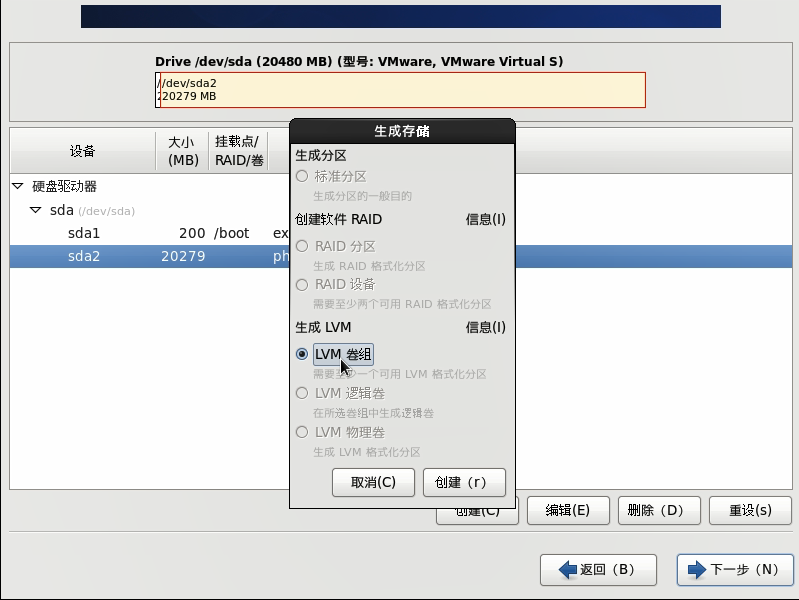 Drive /dev/sda (20480 MB) (型号: VMware, VMware Virtual S)
/dev/sda2
20279 MB
设备
大小
(MB)
挂载点/
RAID/卷
硬盘驱动器
sda (/dev/sda)
sda1 200 /boot ex
sda2 20279 ph
生成存储
生成分区
标准分区
生成分区的一般目的
创建软件 RAID 信息(I)
RAID 分区
生成 RAID 格式化分区
RAID 设备
需要至少两个可用 RAID 格式化分区
生成 LVM 信息(I)
LVM 卷组
需要至少一个可用 LVM 格式化分区
LVM 逻辑卷
在所选卷组中生成逻辑卷
LVM 物理卷
生成 LVM 格式化分区
取消(C) 创建（r）
创建(C) 编辑(E) 删除（D） 重设(s)
返回（B） 下一步（N）